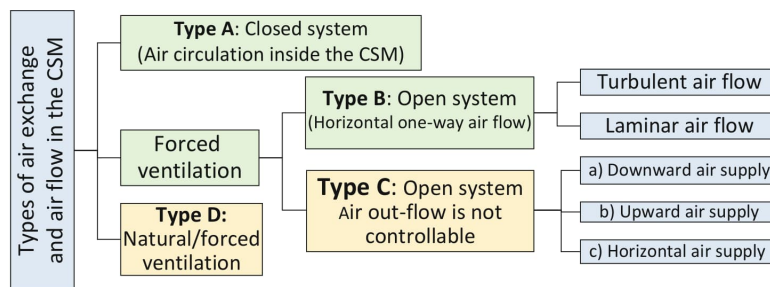 Types of air exchange
and air flow in the CSM
Type A: Closed system
(Air circulation inside the CSM)
Forced
ventilation
Type D:
Natural/forced
ventilation
Type B: Open system
(Horizontal one-way air flow)
Type C: Open system
Air out-flow is not
controllable
Turbulent air flow
Laminar air flow
a) Downward air supply
b) Upward air supply
c) Horizontal air supply